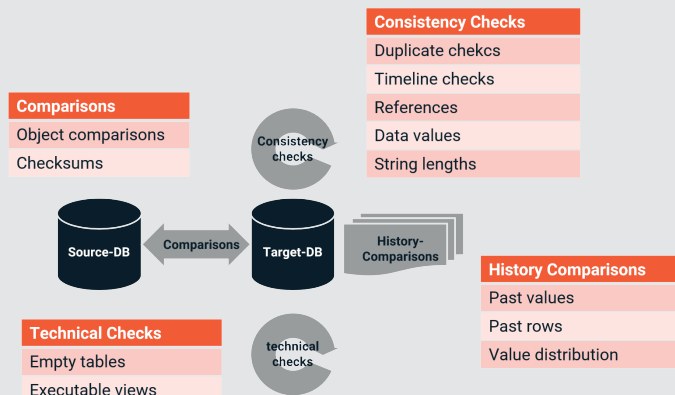 Consistency Checks
Duplicate chekcs
Timeline checks
References
Data values
String lengths
Comparisons
Object comparisons
Checksums
Consistency
checks
Source-DB
Comparisons
Target-DB
History-
Comparisons
History Comparisons
Past values
Past rows
Value distribution
Technical Checks
Empty tables
Executable views
technical
checks